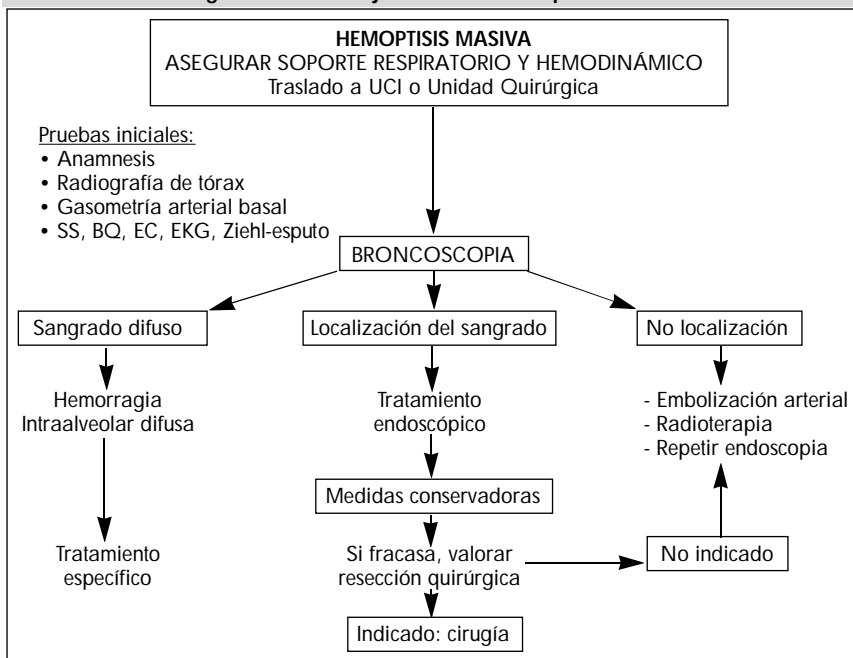 HEMOPTISIS MASIVA
ASEGURAR SOPORTE RESPIRATORIO Y HEMODINÁMICO
Traslado a UCI o Unidad Quirúrgica
Pruebas iniciales:
• Anamnesis
• Radiografía de tórax
• Gasometría arterial basal
• SS, BQ, EC, EKG, Ziehl-esputo
BRONCOSCOPIA
Sangrado difuso
Localización del sangrado
No localización
Hemorragia
Intraalveolar difusa
Tratamiento
endoscópico
- Embolización arterial
- Radioterapia
- Repetir endoscopia
Medidas conservadoras
Tratamiento
específico
Si fracasa, valorar
resección quirúrgica
No indicado
Indicado: cirugía